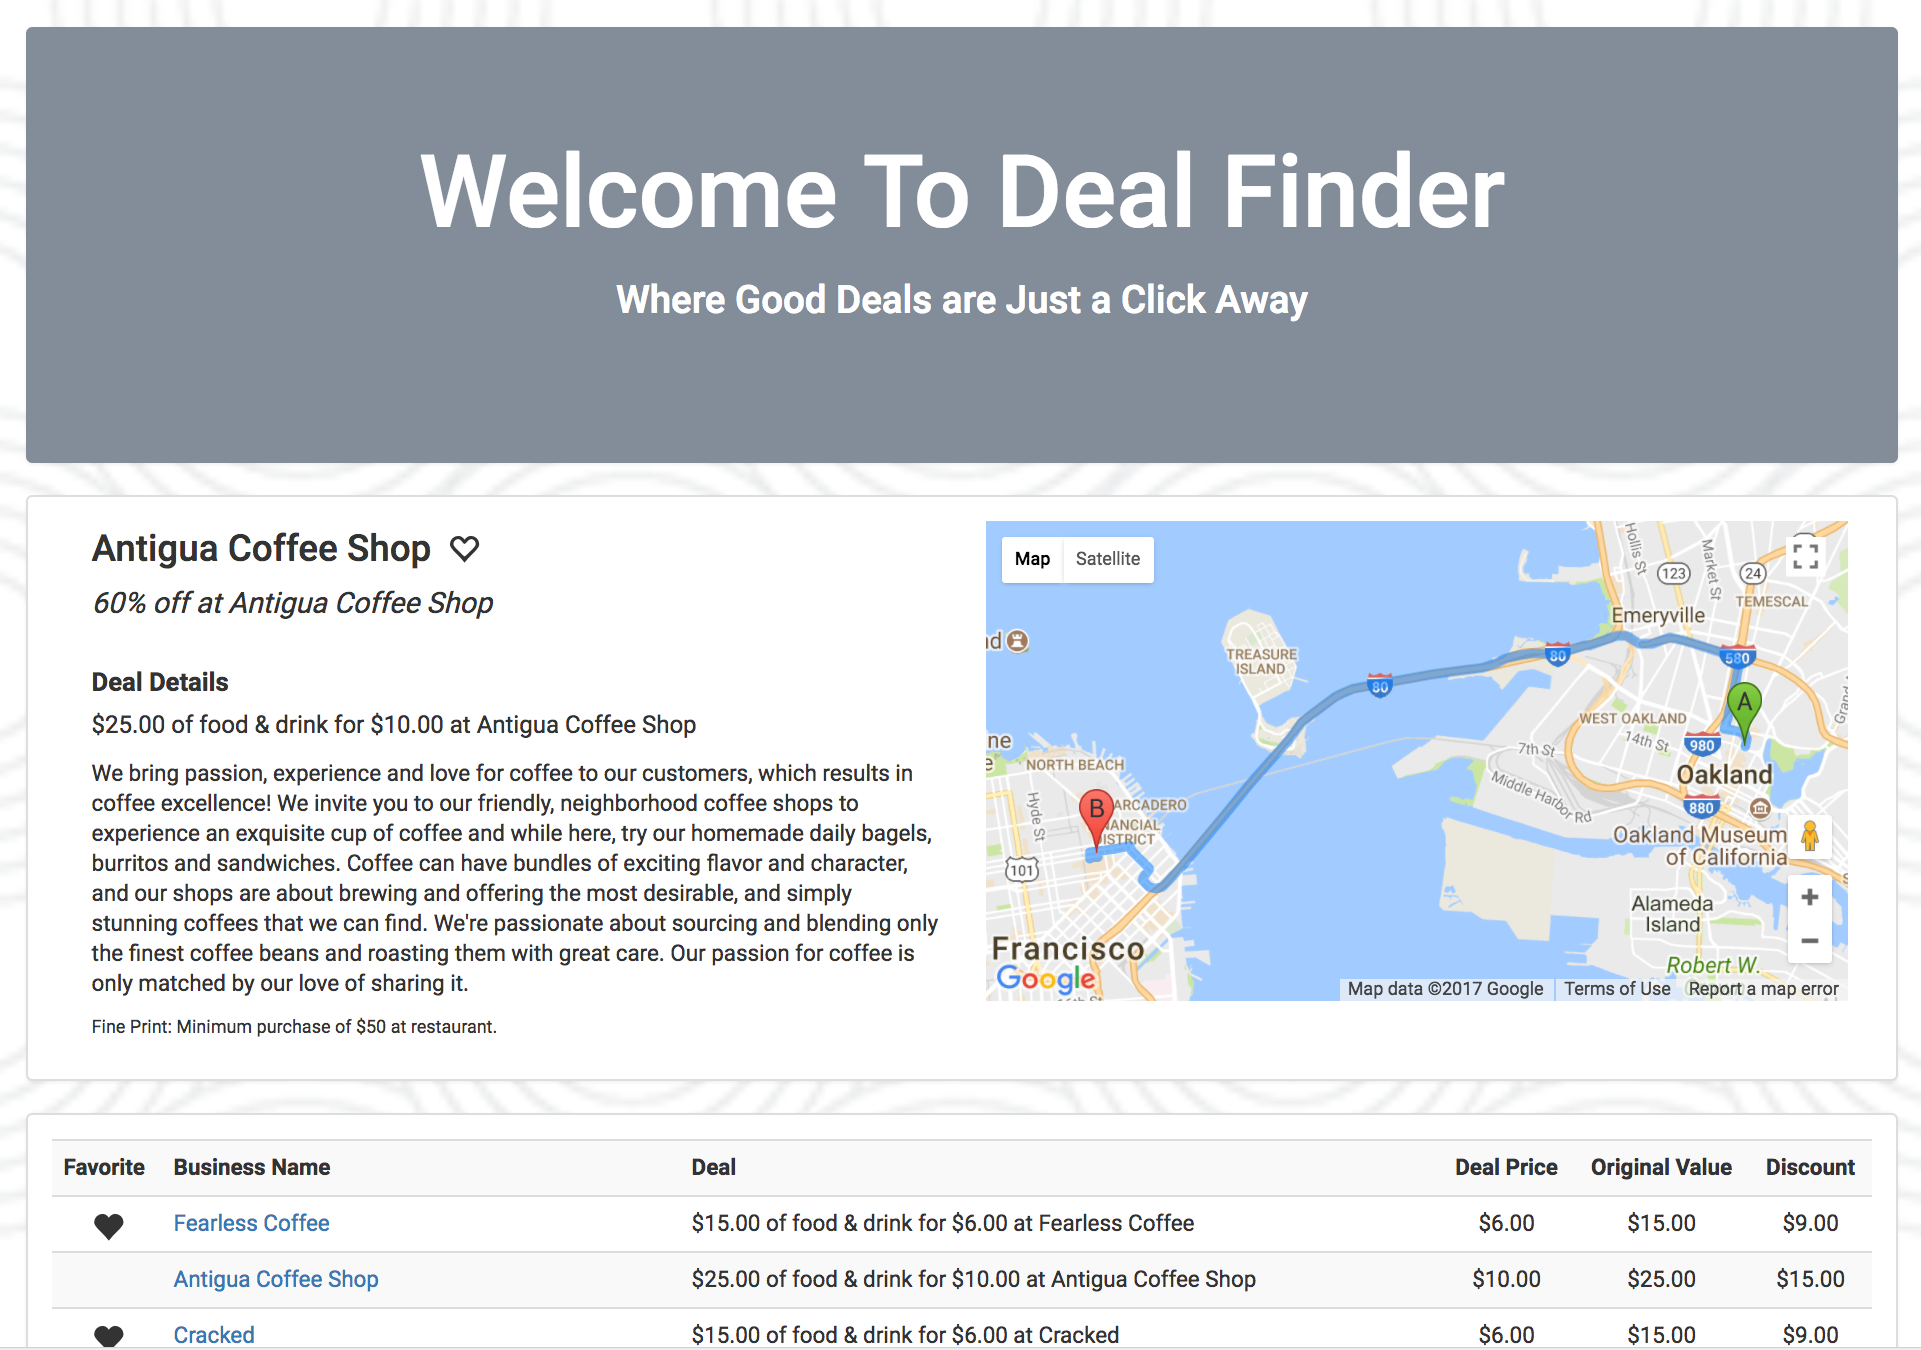 Welcome To Deal Finder
Where Good Deals are Just a Click Away
Antigua Coffee Shop
60% off at Antigua Coffee Shop
Deal Details
$25.00 of food & drink for $10.00 at Antigua Coffee Shop
We bring passion, experience and love for coffee to our customers, which results in
coffee excellence! We invite you to our friendly, neighborhood coffee shops to
experience an exquisite cup of coffee and while here, try our homemade daily bagels,
burritos and sandwiches. Coffee can have bundles of exciting flavor and character,
and our shops are about brewing and offering the most desirable, and simply
stunning coffees that we can find. We're passionate about sourcing and blending only
the finest coffee beans and roasting them with great care. Our passion for coffee is
only matched by our love of sharing it.
Fine Print: Minimum purchase of $50 at restaurant.
Map Satellite
Hollis St
Market St
123
24
TEMESCAL
Emeryville
TREASURE
ISLAND
80
80
580
A
Grand
WEST OAKLAND
14th St
980
7th St
Oakland
Middle Harbor Rd
880
NORTH BEACH
Hyde St
B
ARCADERO
NANCIAL
ISTRICT
101
Oakland Museum
of California
Alameda
Island
Francisco
Google
Robert W.
Map data ©2017 Google Terms of Use Report a map error
Favorite Business Name Deal Deal Price Original Value Discount
Fearless Coffee $15.00 of food & drink for $6.00 at Fearless Coffee $6.00 $15.00 $9.00
Antigua Coffee Shop $25.00 of food & drink for $10.00 at Antigua Coffee Shop $10.00 $25.00 $15.00
Cracked $15.00 of food & drink for $6.00 at Cracked $6.00 $15.00 $9.00